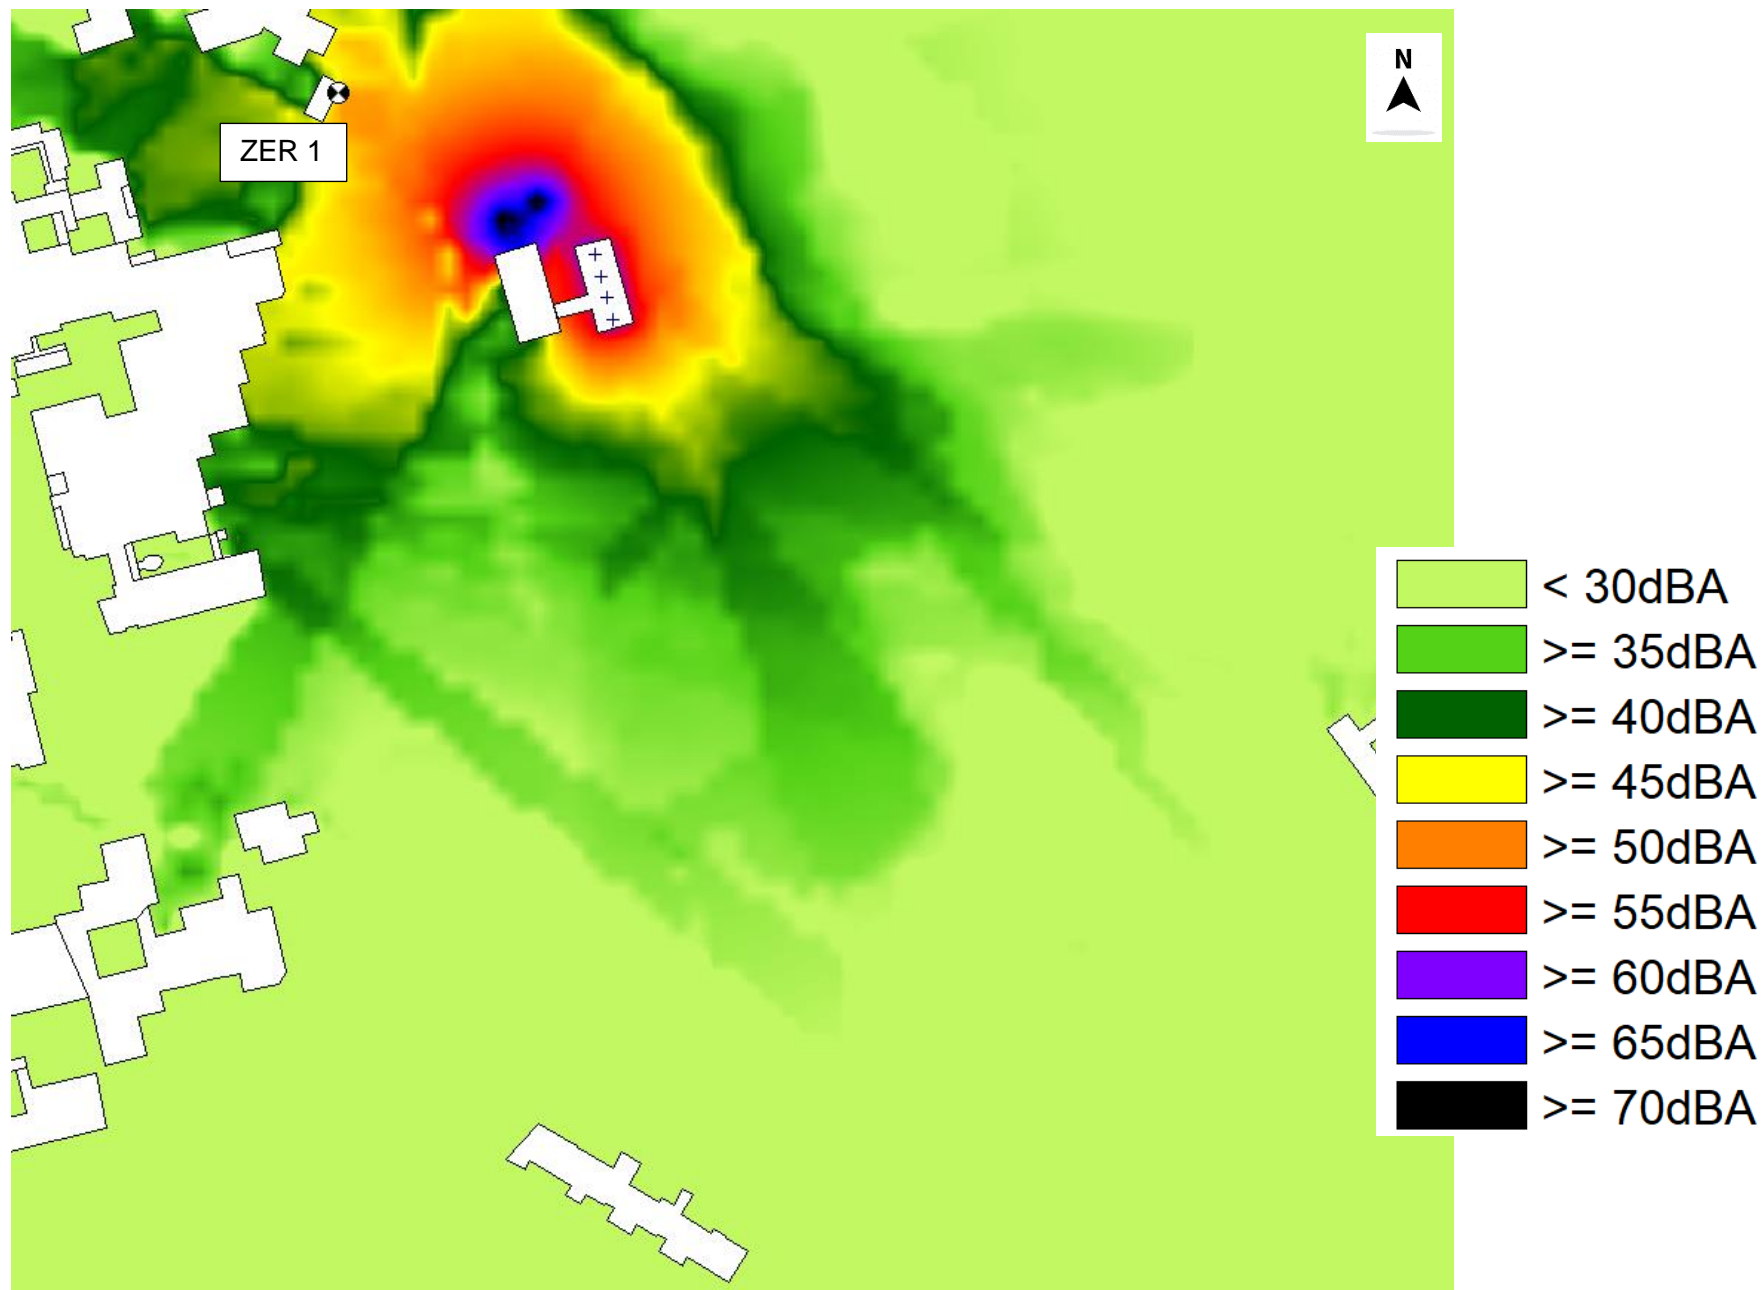 N
ZER 1
< 30dBA
>= 35dBA
>= 40dBA
>= 45dBA
>= 50dBA
>= 55dBA
>= 60dBA
>= 65dBA
>= 70dBA